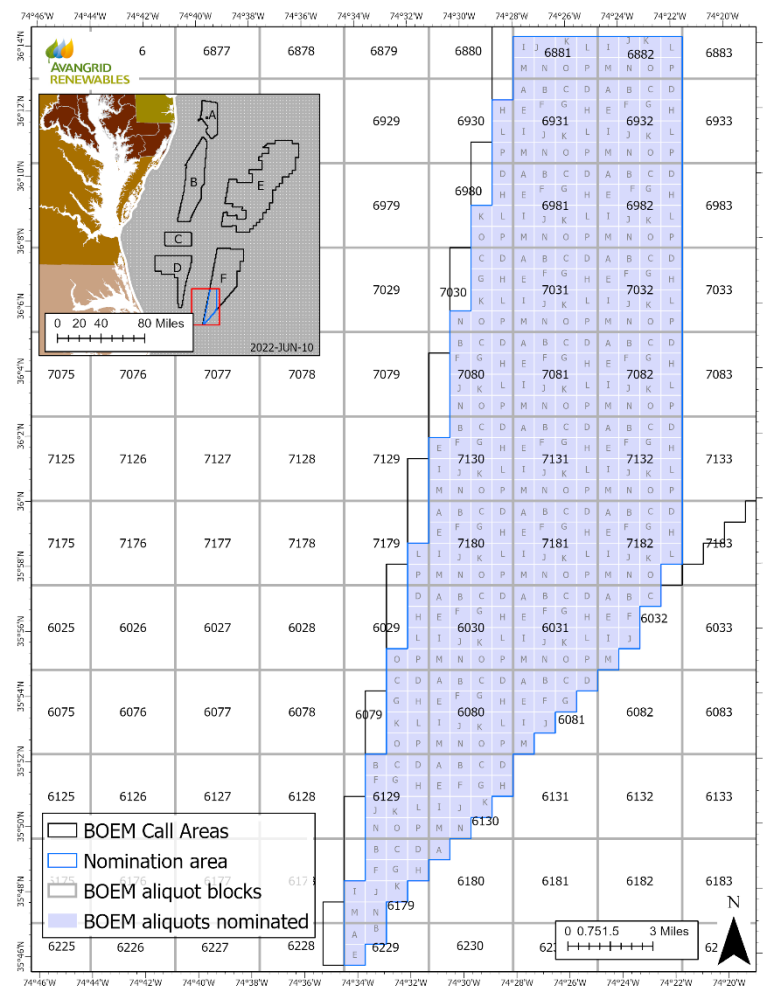 74°46'W 74°44'W 74°42'W 74°40'W 74°38'W 74°36'W 74°34'W 74°32'W 74°30'W 74°28'W 74°26'W 74°24'W 74°22'W 74°20'W
36°14'N
AVANGRID
RENEWABLES
6 6877 6878 6879 6880 6881 6882 6883
I J K L I J K L
M N O P M N O P
36°12'N
A B C D A B C D
6929 6930 6931 6932 6933
H E F G H E F G H
L I J K L I J K L
P M N O P M N O P
36°10'N
D A B C D A B C D
6979 6980 6981 6982 6983
H E F G H E F G H
K L I J K L I J K L
O P M N O P M N O P
36°8'N
C D A B C D A B C D
7029 7030 7031 7032 7033
G H E F G H E F G H
K L I J K L I J K L
N O P M N O P M N O P
36°6'N
A
B
E
C
D
F
0 20 40 80 Miles
2022-JUN-10
36°4'N
B C D A B C D A B C D
7075 7076 7077 7078 7079 7080 7081 7082 7083
F G H E F G H E F G H
J K L I J K L I J K L
N O P M N O P M N O P
36°2'N
B C D A B C D A B C D
7125 7126 7127 7128 7129 7130 7131 7132 7133
E F G H E F G H E F G H
I J K L I J K L I J K L
M N O P M N O P M N O P
36°N
A B C D A B C D A B C D
7175 7176 7177 7178 7179 7180 7181 7182 7183
E F G H E F G H E F G H
L I J K L I J K L I J K L
P M N O P M N O P M N O
35°58'N
D A B C D A B C D A B C
6025 6026 6027 6028 6029 6030 6031 6032 6033
H E F G H E F G H E F
L I J K L I J K L I J
O P M N O P M N O P M
35°56'N
C D A B C D A B C D
6075 6076 6077 6078 6079 6080 6081 6082 6083
G H E F G H E F G
K L I J K L I J
O P M N O P M
35°54'N
35°52'N
B C D A B C D
6125 6126 6127 6128 6129 6130 6131 6132 6133
F G H E F G H
J K L I J K
N O P M N O P
35°50'N
BOEM Call Areas
Nomination area
BOEM aliquot blocks
BOEM aliquots nominated
B C D A
6175 6176 6177 6179 6180 6181 6182 6183
F G H
I J K
M N
35°48'N
A B
E
6225 6226 6227 6228 6229 6230
0 0.75 1.5 3 Miles
N
35°46'N
74°46'W 74°44'W 74°42'W 74°40'W 74°38'W 74°36'W 74°34'W 74°32'W 74°30'W 74°28'W 74°26'W 74°24'W 74°22'W 74°20'W